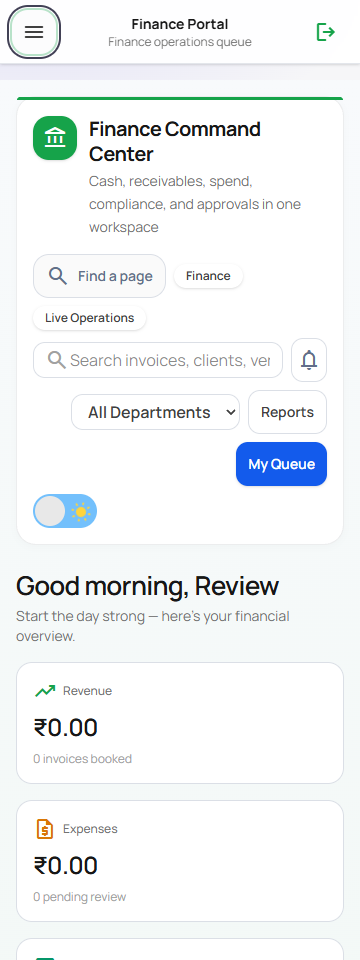 Finance Portal
Finance operations queue
Finance Command
Center
Cash, receivables, spend,
compliance, and approvals in one
workspace
Find a page
Finance
Live Operations
Search invoices, clients, ver
All Departments
Reports
My Queue
Good morning, Review
Start the day strong — here's your financial
overview.
Revenue
₹0.00
0 invoices booked
Expenses
₹0.00
0 pending review